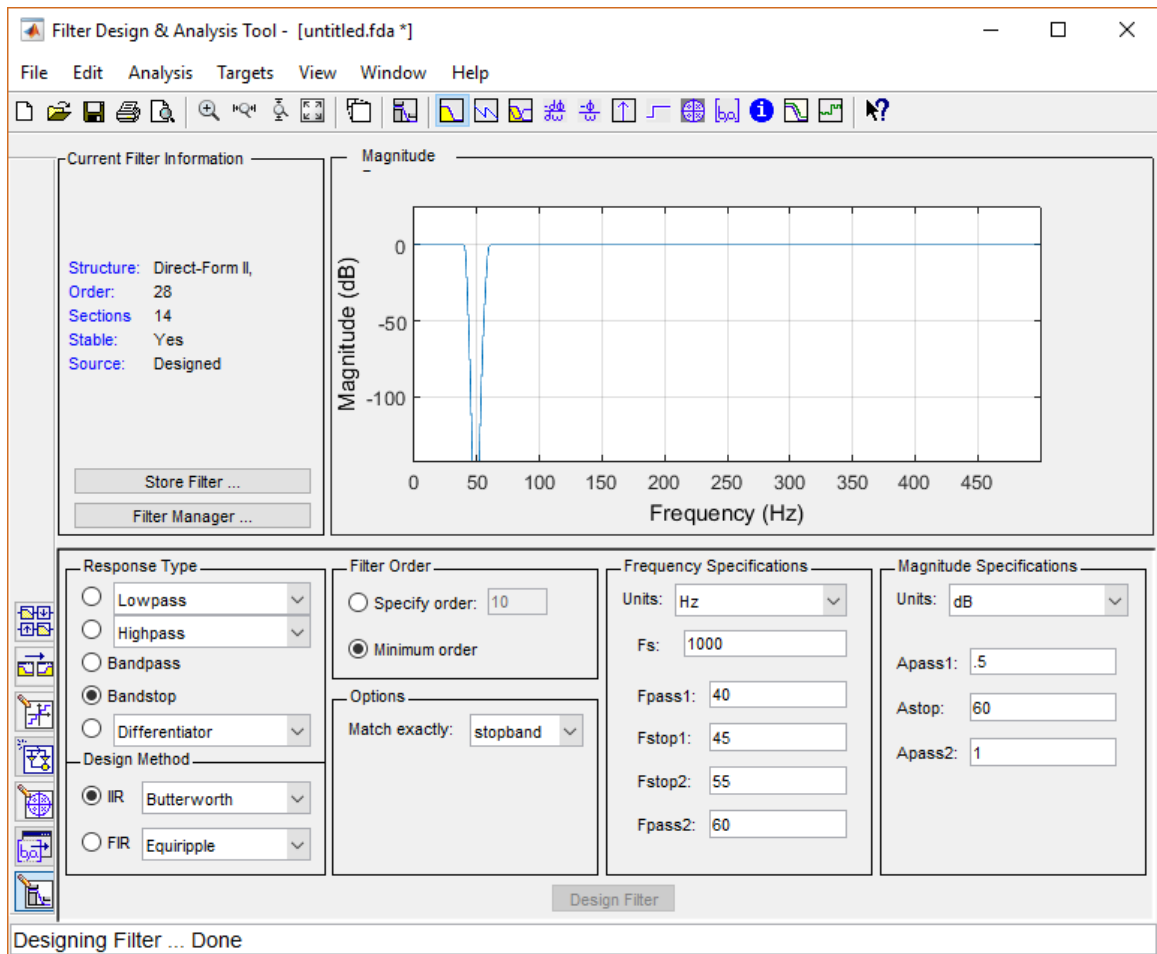 Filter Design & Analysis Tool - [untitled.fda *]
File Edit Analysis Targets View Window Help
Current Filter Information
Structure: Direct-Form II,
Order: 28
Sections 14
Stable: Yes
Source: Designed
Store Filter ...
Filter Manager ...
Magnitude
Magnitude (dB)
0
-50
-100
0 50 100 150 200 250 300 350 400 450
Frequency (Hz)
Response Type
Lowpass
Highpass
Bandpass
Bandstop
Differentiator
Design Method
IIR Butterworth
FIR Equiripple
Filter Order
Specify order: 10
Minimum order
Options
Match exactly: stopband
Frequency Specifications
Units: Hz
Fs: 1000
Fpass1: 40
Fstop1: 45
Fstop2: 55
Fpass2: 60
Magnitude Specifications
Units: dB
Apass1: .5
Astop: 60
Apass2: 1
Design Filter
Designing Filter ... Done